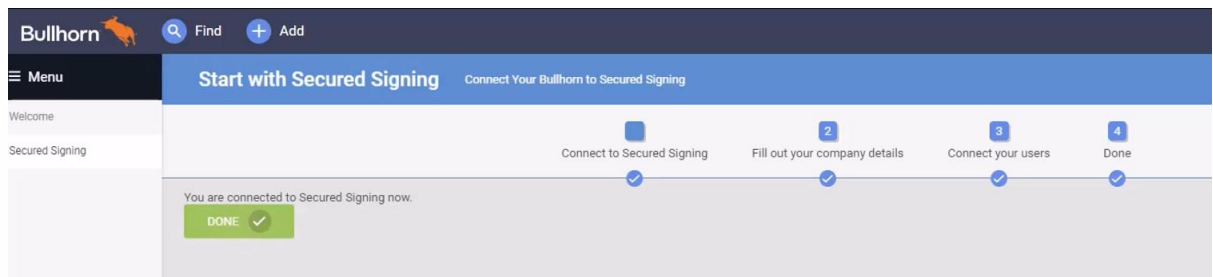 Bullhorn Find Add
Menu
Start with Secured Signing Connect Your Bullhorn to Secured Signing
Welcome
Secured Signing
2 3 4
Connect to Secured Signing Fill out your company details Connect your users Done
You are connected to Secured Signing now.
DONE